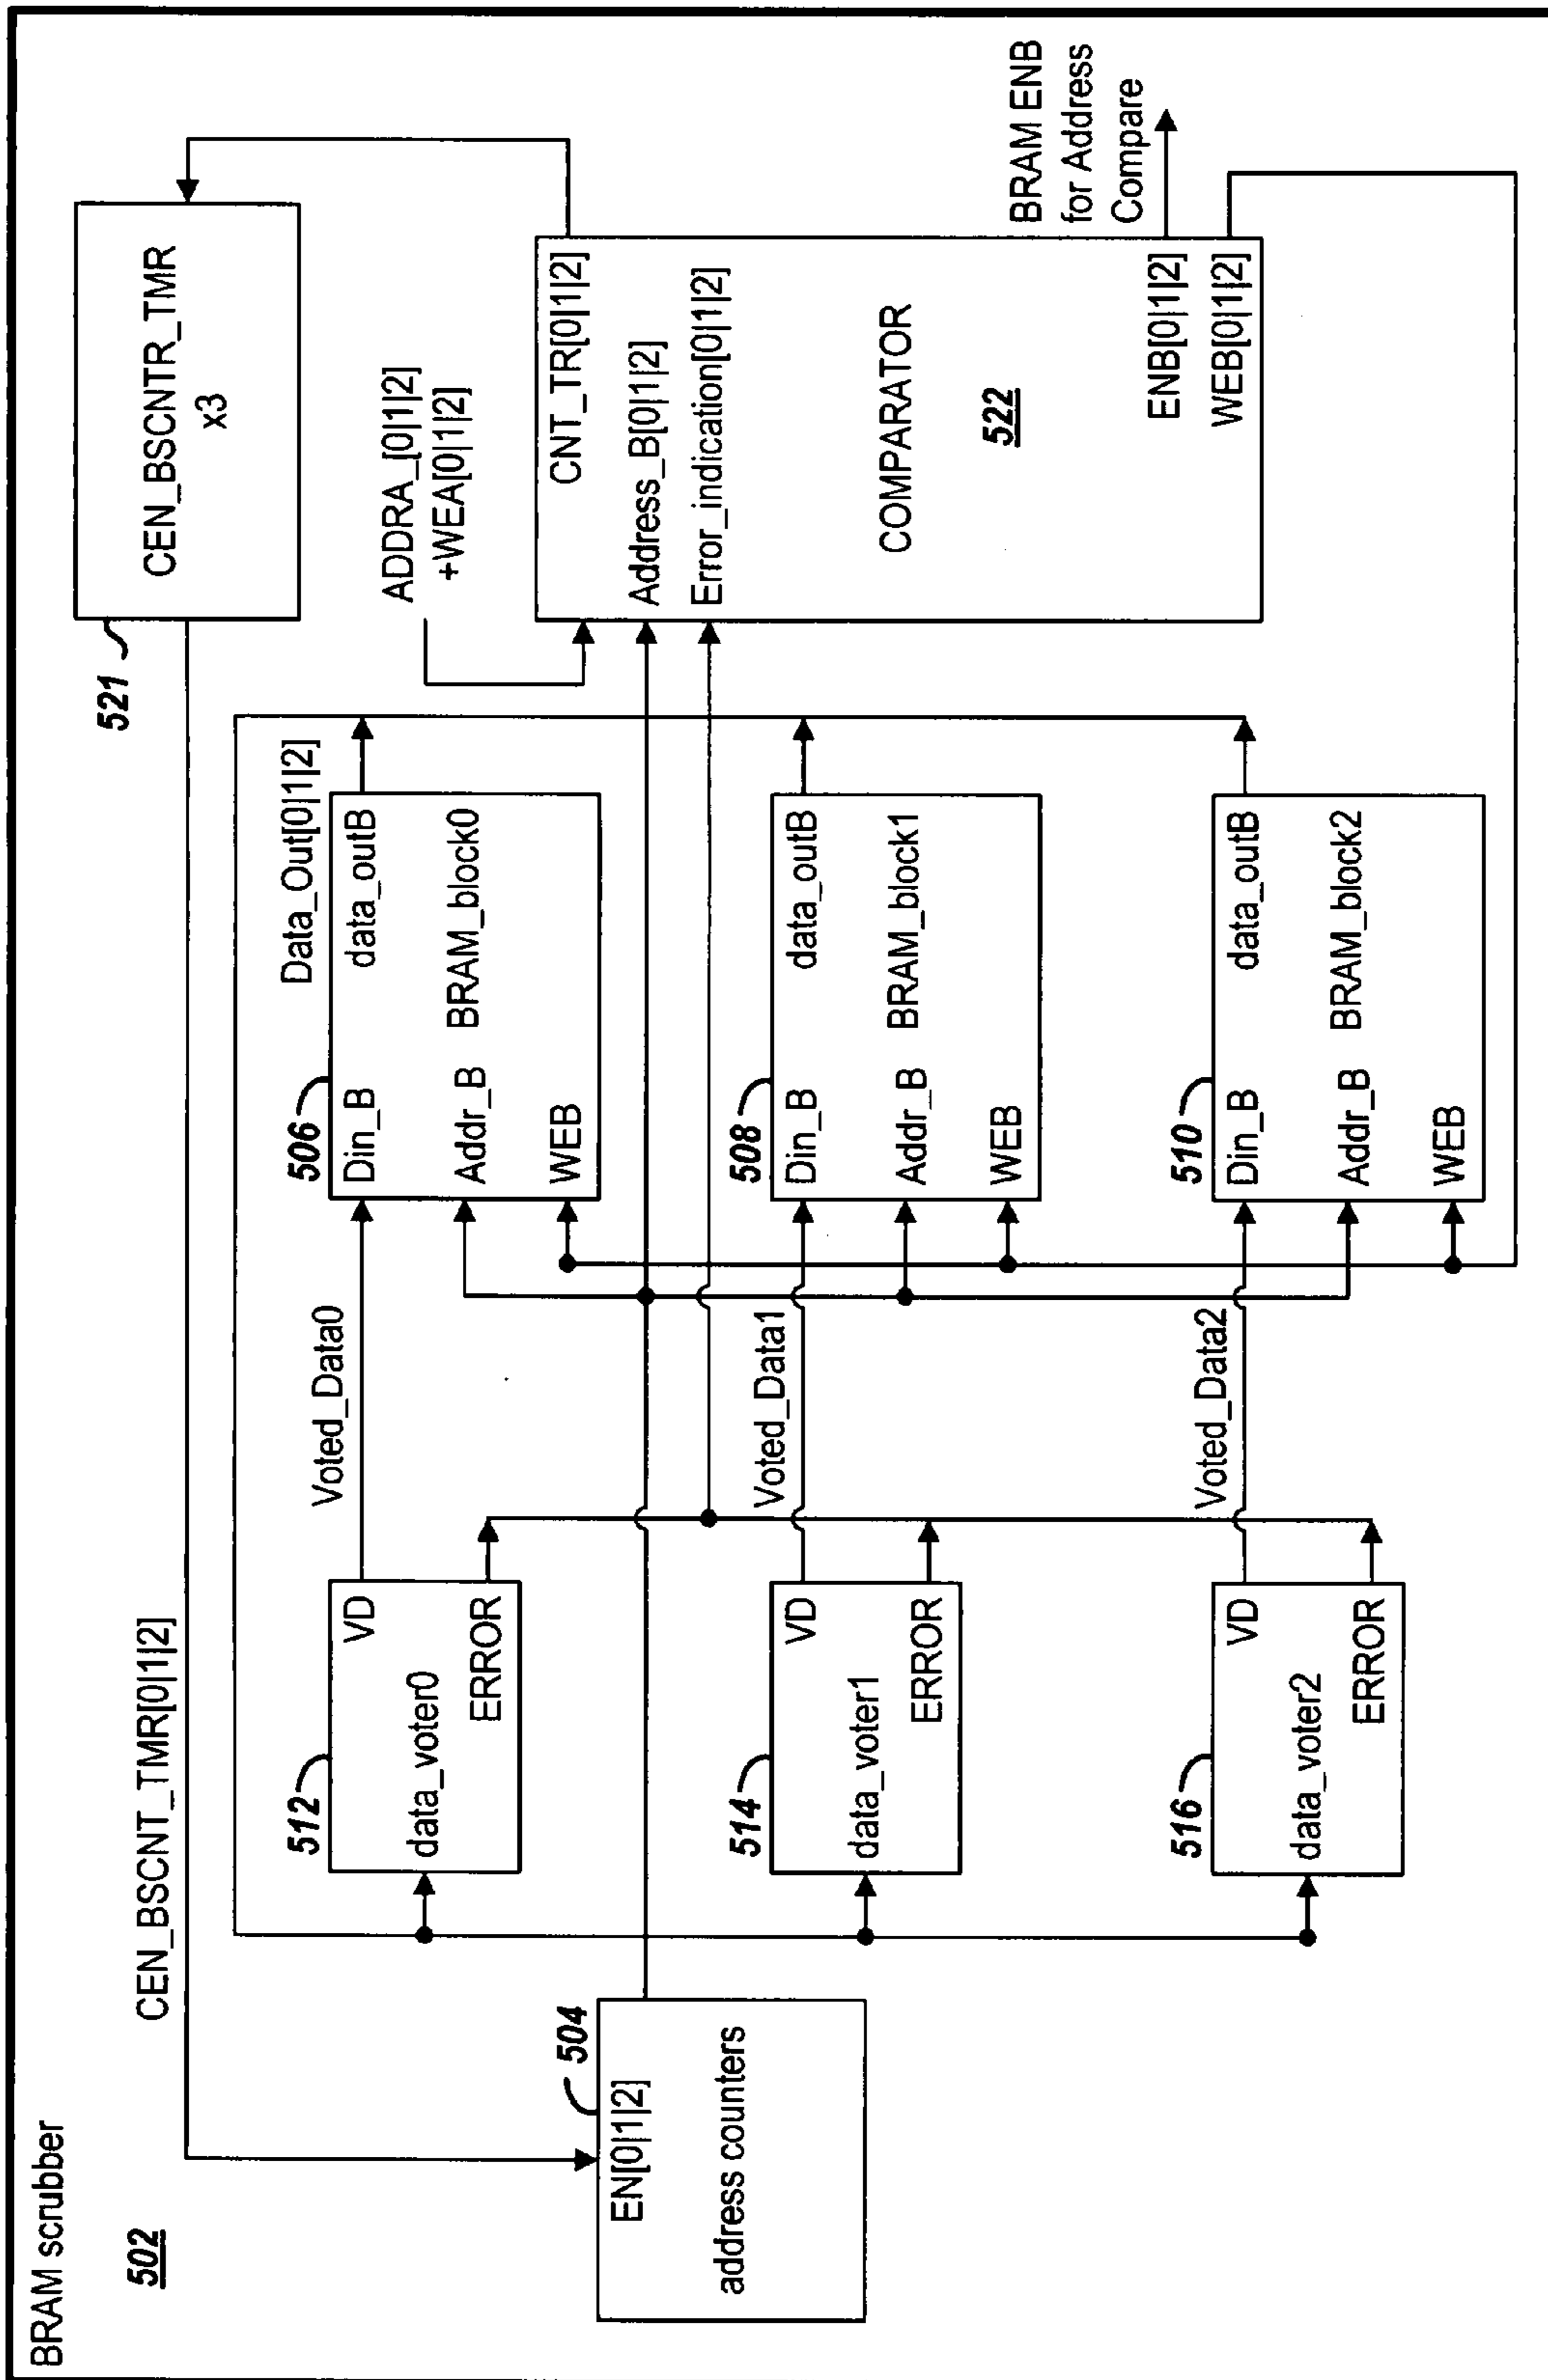 BRAM scrubber
502
CEN_BSCNT_TMR[0|1|2]
521
CEN_BSCNTR_TMR
x3
504
EN[0|1|2]
address counters
512
VD
data_voter0
ERROR
Voted_Data0
506
Data_Out[0|1|2]
Din_B
data_outB
Addr_B
BRAM_block0
WEB
514
VD
data_voter1
ERROR
Voted_Data1
508
Din_B
data_outB
Addr_B
BRAM_block1
WEB
516
VD
data_voter2
ERROR
Voted_Data2
510
Din_B
data_outB
Addr_B
BRAM_block2
WEB
ADDRA_[0|1|2]
+WEA[0|1|2]
CNT_TR[0|1|2]
Address_B[0|1|2]
Error_indication[0|1|2]
COMPARATOR
522
ENB[0|1|2]
WEB[0|1|2]
BRAM ENB
for Address
Compare